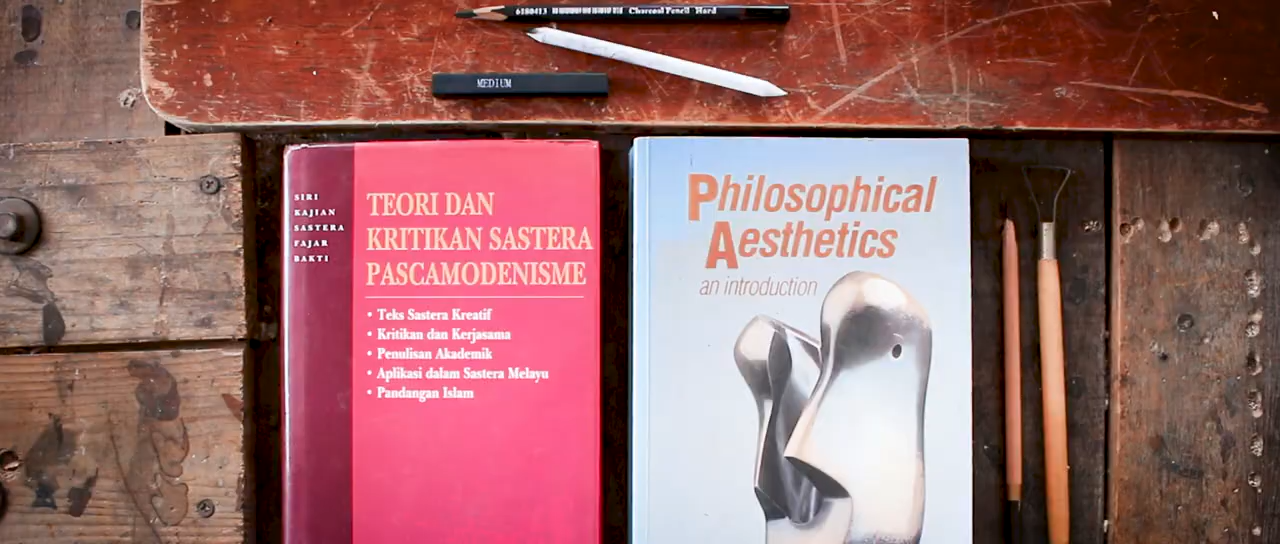 6180413 Charcoal Pencil Hard
MEDIUM
SIRI
KAJIAN
SASTERA
FAJAR
BAKTI
TEORI DAN
KRITIKAN SASTERA
PASCAMODENISME
• Teks Sastera Kreatif
• Kritikan dan Kerjasama
• Penulisan Akademik
• Aplikasi dalam Sastera Melayu
• Pandangan Islam
Philosophical
Aesthetics
an introduction